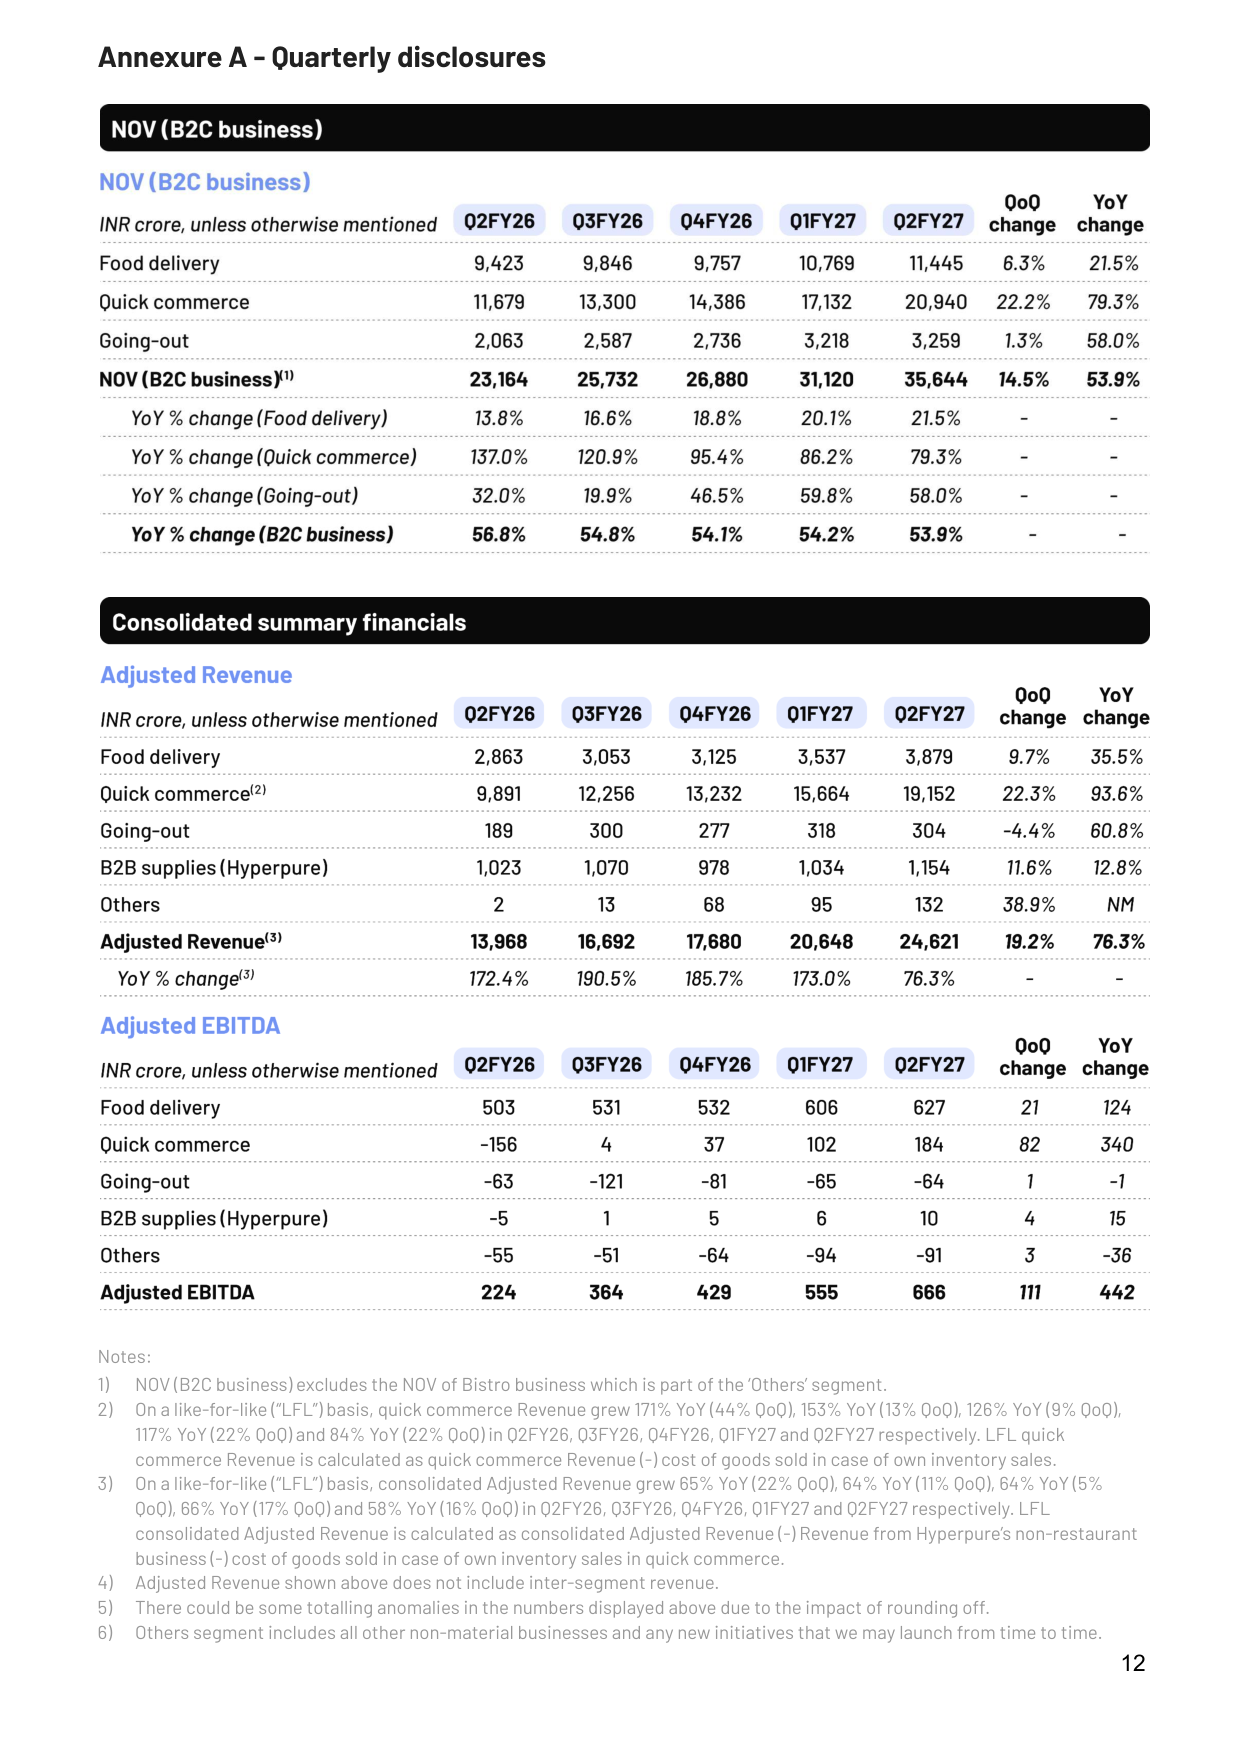 Annexure A - Quarterly disclosures
NOV (B2C business)
NOV (B2C business)
INR crore, unless otherwise mentioned Q2FY26 Q3FY26 Q4FY26 Q1FY27 Q2FY27 QoQ change YoY change
Food delivery 9,423 9,846 9,757 10,769 11,445 6.3% 21.5%
Quick commerce 11,679 13,300 14,386 17,132 20,940 22.2% 79.3%
Going-out 2,063 2,587 2,736 3,218 3,259 1.3% 58.0%
NOV (B2C business)(1) 23,164 25,732 26,880 31,120 35,644 14.5% 53.9%
YoY % change (Food delivery) 13.8% 16.6% 18.8% 20.1% 21.5% - -
YoY % change (Quick commerce) 137.0% 120.9% 95.4% 86.2% 79.3% - -
YoY % change (Going-out) 32.0% 19.9% 46.5% 59.8% 58.0% - -
YoY % change (B2C business) 56.8% 54.8% 54.1% 54.2% 53.9% - -
Consolidated summary financials
Adjusted Revenue
INR crore, unless otherwise mentioned Q2FY26 Q3FY26 Q4FY26 Q1FY27 Q2FY27 QoQ change YoY change
Food delivery 2,863 3,053 3,125 3,537 3,879 9.7% 35.5%
Quick commerce(2) 9,891 12,256 13,232 15,664 19,152 22.3% 93.6%
Going-out 189 300 277 318 304 -4.4% 60.8%
B2B supplies (Hyperpure) 1,023 1,070 978 1,034 1,154 11.6% 12.8%
Others 2 13 68 95 132 38.9% NM
Adjusted Revenue(3) 13,968 16,692 17,680 20,648 24,621 19.2% 76.3%
YoY % change(3) 172.4% 190.5% 185.7% 173.0% 76.3% - -
Adjusted EBITDA
INR crore, unless otherwise mentioned Q2FY26 Q3FY26 Q4FY26 Q1FY27 Q2FY27 QoQ change YoY change
Food delivery 503 531 532 606 627 21 124
Quick commerce -156 4 37 102 184 82 340
Going-out -63 -121 -81 -65 -64 1 -1
B2B supplies (Hyperpure) -5 1 5 6 10 4 15
Others -55 -51 -64 -94 -91 3 -36
Adjusted EBITDA 224 364 429 555 666 111 442
Notes:
1) NOV (B2C business) excludes the NOV of Bistro business which is part of the ‘Others’ segment.
2) On a like-for-like (“LFL”) basis, quick commerce Revenue grew 171% YoY (44% QoQ), 153% YoY (13% QoQ), 126% YoY (9% QoQ),
117% YoY (22% QoQ) and 84% YoY (22% QoQ) in Q2FY26, Q3FY26, Q4FY26, Q1FY27 and Q2FY27 respectively. LFL quick
commerce Revenue is calculated as quick commerce Revenue (-) cost of goods sold in case of own inventory sales.
3) On a like-for-like (“LFL”) basis, consolidated Adjusted Revenue grew 65% YoY (22% QoQ), 64% YoY (11% QoQ), 64% YoY (5%
QoQ), 66% YoY (17% QoQ) and 58% YoY (16% QoQ) in Q2FY26, Q3FY26, Q4FY26, Q1FY27 and Q2FY27 respectively. LFL
consolidated Adjusted Revenue is calculated as consolidated Adjusted Revenue (-) Revenue from Hyperpure’s non-restaurant
business (-) cost of goods sold in case of own inventory sales in quick commerce.
4) Adjusted Revenue shown above does not include inter-segment revenue.
5) There could be some totalling anomalies in the numbers displayed above due to the impact of rounding off.
6) Others segment includes all other non-material businesses and any new initiatives that we may launch from time to time.
12